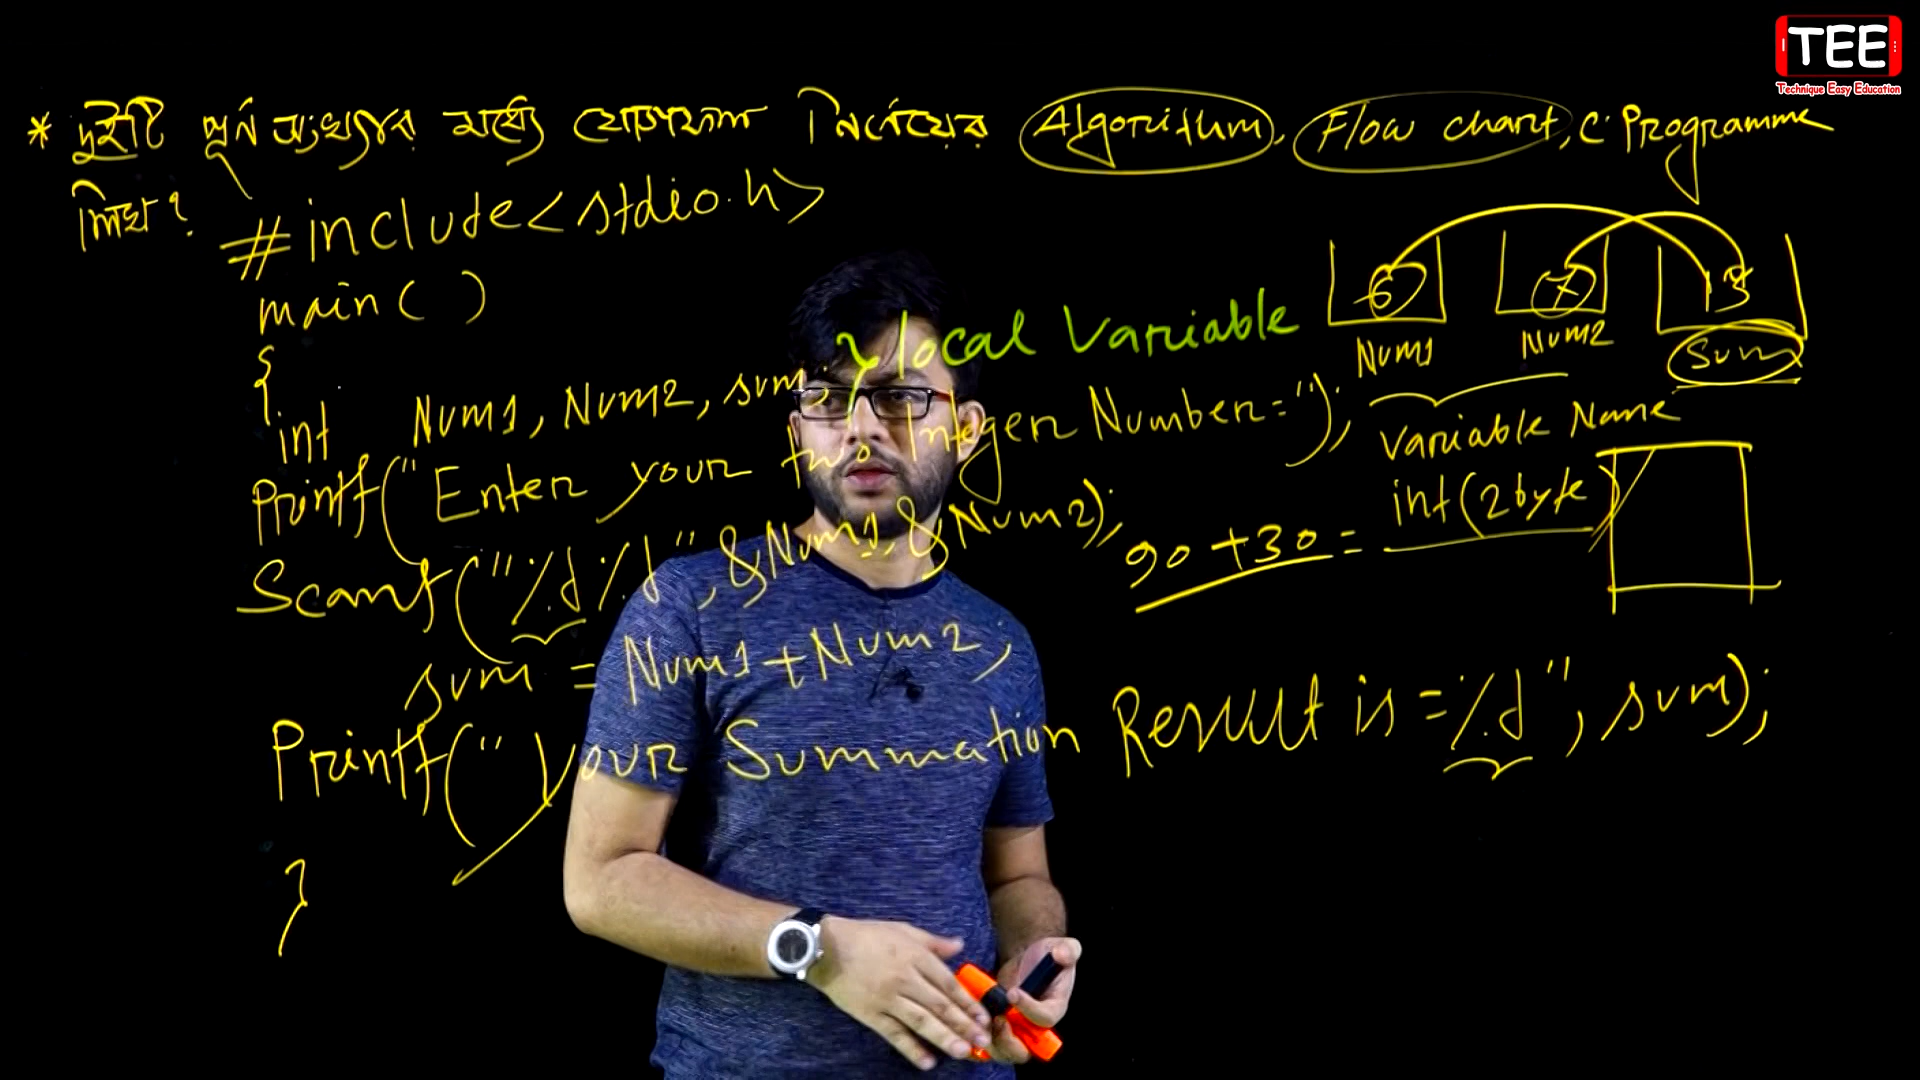 TEE
Technique Easy Education
* দুইটি পূর্ন সংখ্যার মধ্যে যোগফল নির্ণয়ের Algorithm, Flow chart, C Programme
লিখ?
#include<stdio.h>
main( )
{
int Num1, Num2, sum; } local Variable
Printf("Enter your two Integer Number=");
Scanf("%d%d", &Num1, &Num2);
sum = Num1+Num2;
Printf("Your Summation Result is=%d", sum);
}
6 7 13
Num1 Num2 Sum
Variable Name
int(2byte)
90+30=